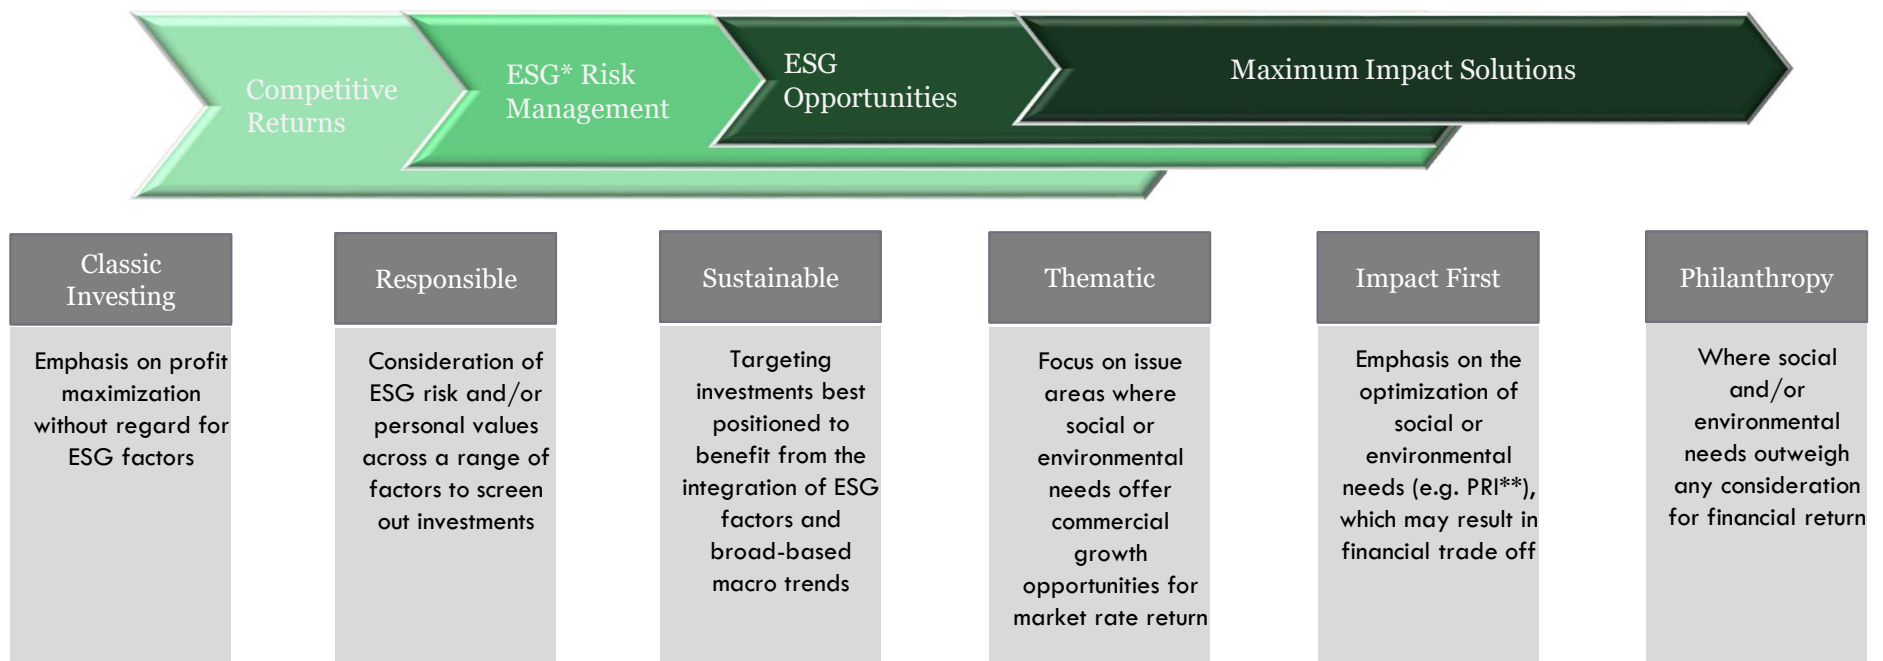 Competitive
Returns
ESG* Risk
Management
ESG
Opportunities
Maximum Impact Solutions
Classic
Investing
Emphasis on profit
maximization
without regard for
ESG factors
Responsible
Consideration of
ESG risk and/or
personal values
across a range of
factors to screen
out investments
Sustainable
Targeting
investments best
positioned to
benefit from the
integration of ESG
factors and
broad-based
macro trends
Thematic
Focus on issue
areas where
social or
environmental
needs offer
commercial
growth
opportunities for
market rate return
Impact First
Emphasis on the
optimization of
social or
environmental
needs (e.g. PRI**),
which may result in
financial trade off
Philanthropy
Where social
and/or
environmental
needs outweigh
any consideration
for financial return